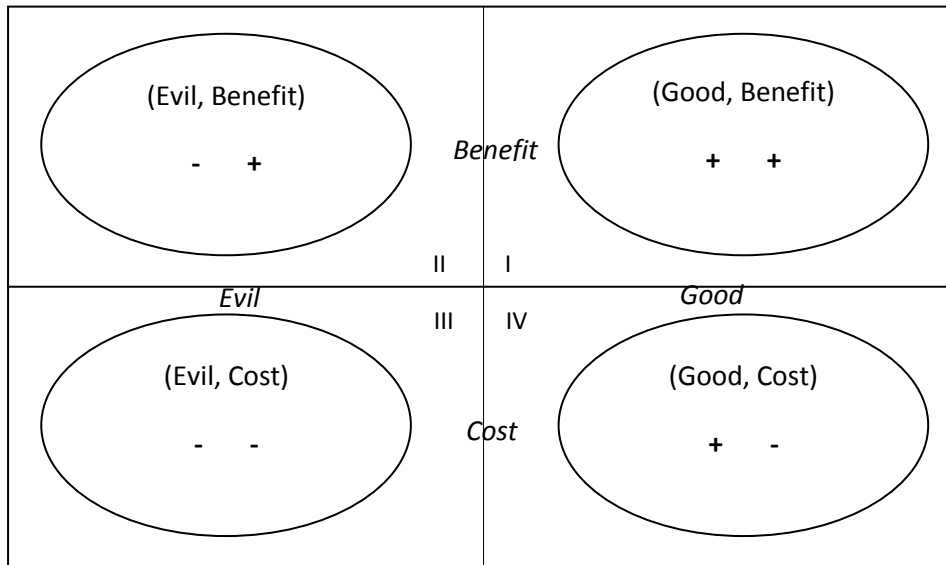 (Evil, Benefit)
- +
(Good, Benefit)
+ +
Benefit
II
I
Evil
Good
III
IV
(Evil, Cost)
- -
Cost
(Good, Cost)
+ -